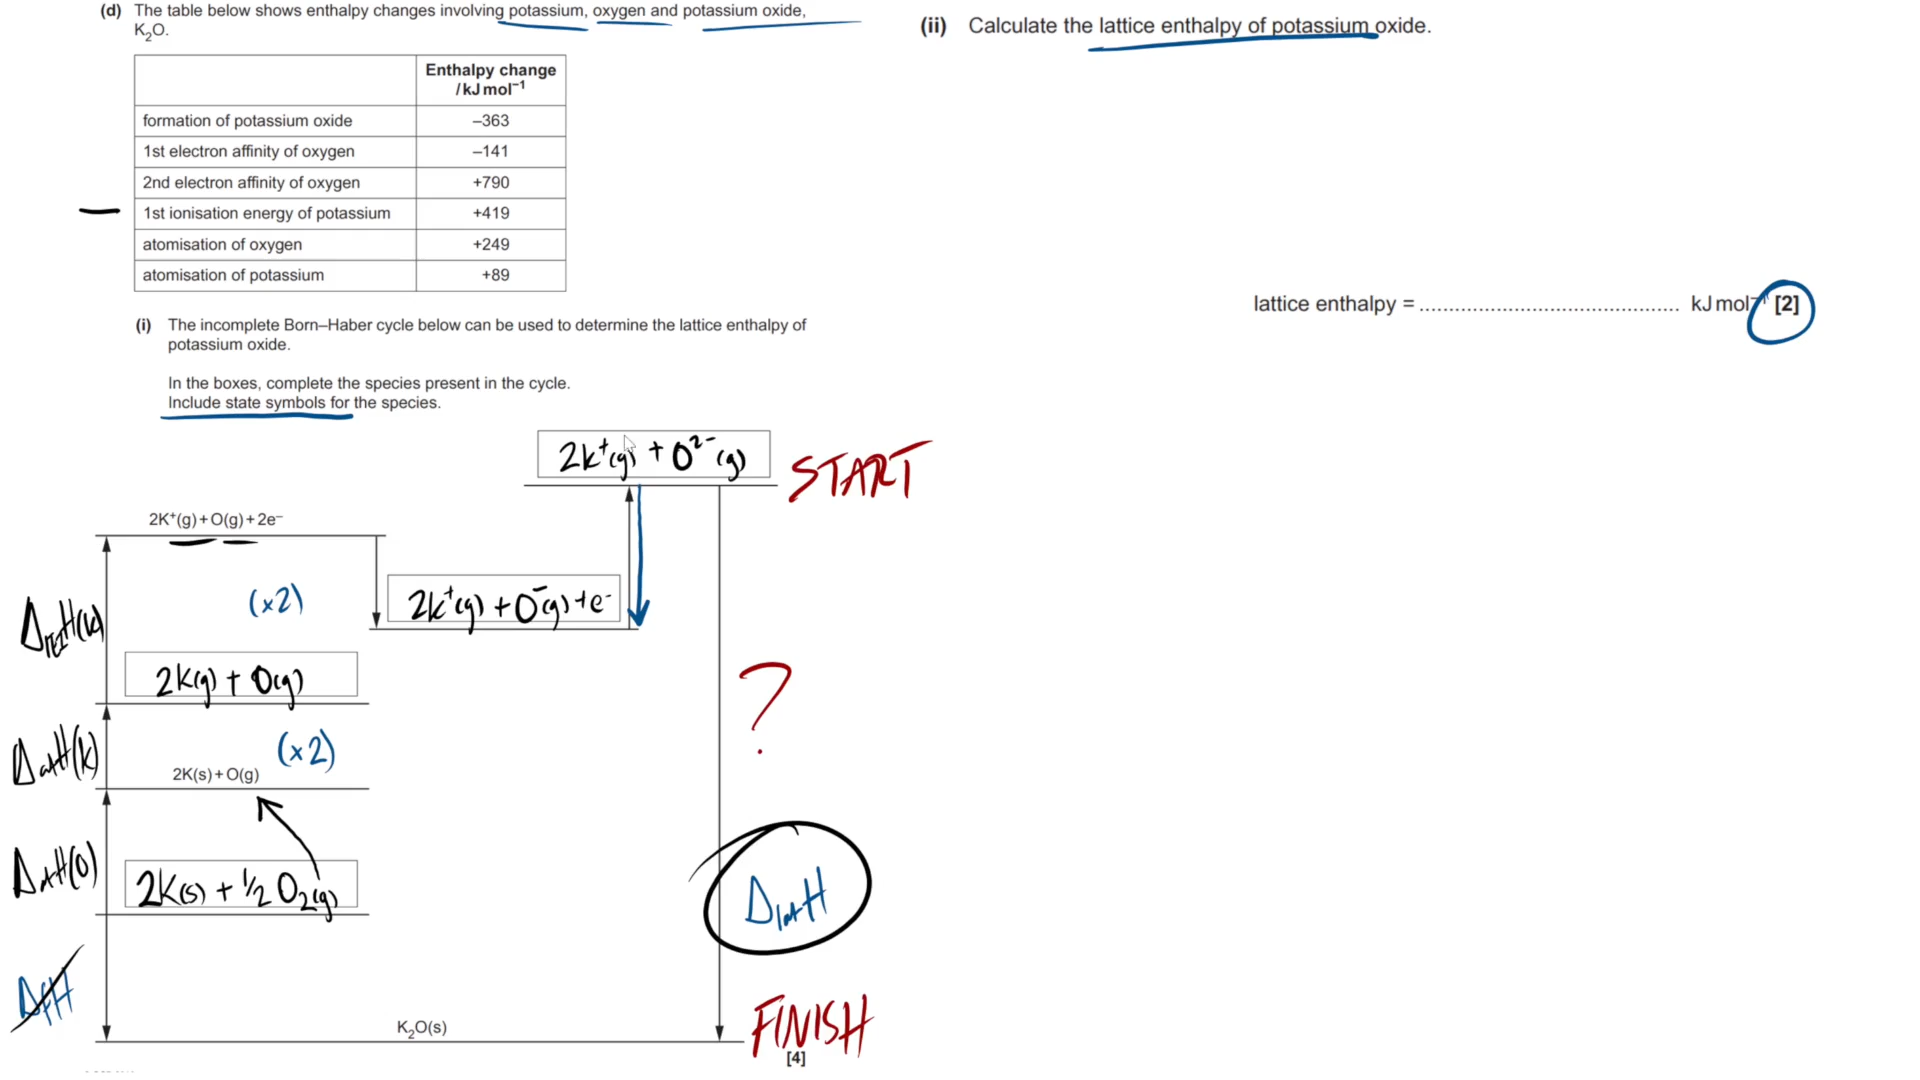 (d) The table below shows enthalpy changes involving potassium, oxygen and potassium oxide,
K₂O.
Enthalpy change
/kJ mol⁻¹
formation of potassium oxide –363
1st electron affinity of oxygen –141
2nd electron affinity of oxygen +790
1st ionisation energy of potassium +419
atomisation of oxygen +249
atomisation of potassium +89
(i) The incomplete Born–Haber cycle below can be used to determine the lattice enthalpy of
potassium oxide.
In the boxes, complete the species present in the cycle.
Include state symbols for the species.
2K⁺(g) + O²⁻(g)
START
2K⁺(g) + O(g) + 2e⁻
(x2)
2K⁺(g) + O⁻(g) + e⁻
ΔIE1H(K)
2K(g) + O(g)
?
ΔatH(K)
(x2)
2K(s) + O(g)
ΔatH(O)
2K(s) + ½ O₂(g)
ΔlatH
ΔfH
K₂O(s)
FINISH
[4]
(ii) Calculate the lattice enthalpy of potassium oxide.
lattice enthalpy = ........................................... kJ mol⁻¹ [2]